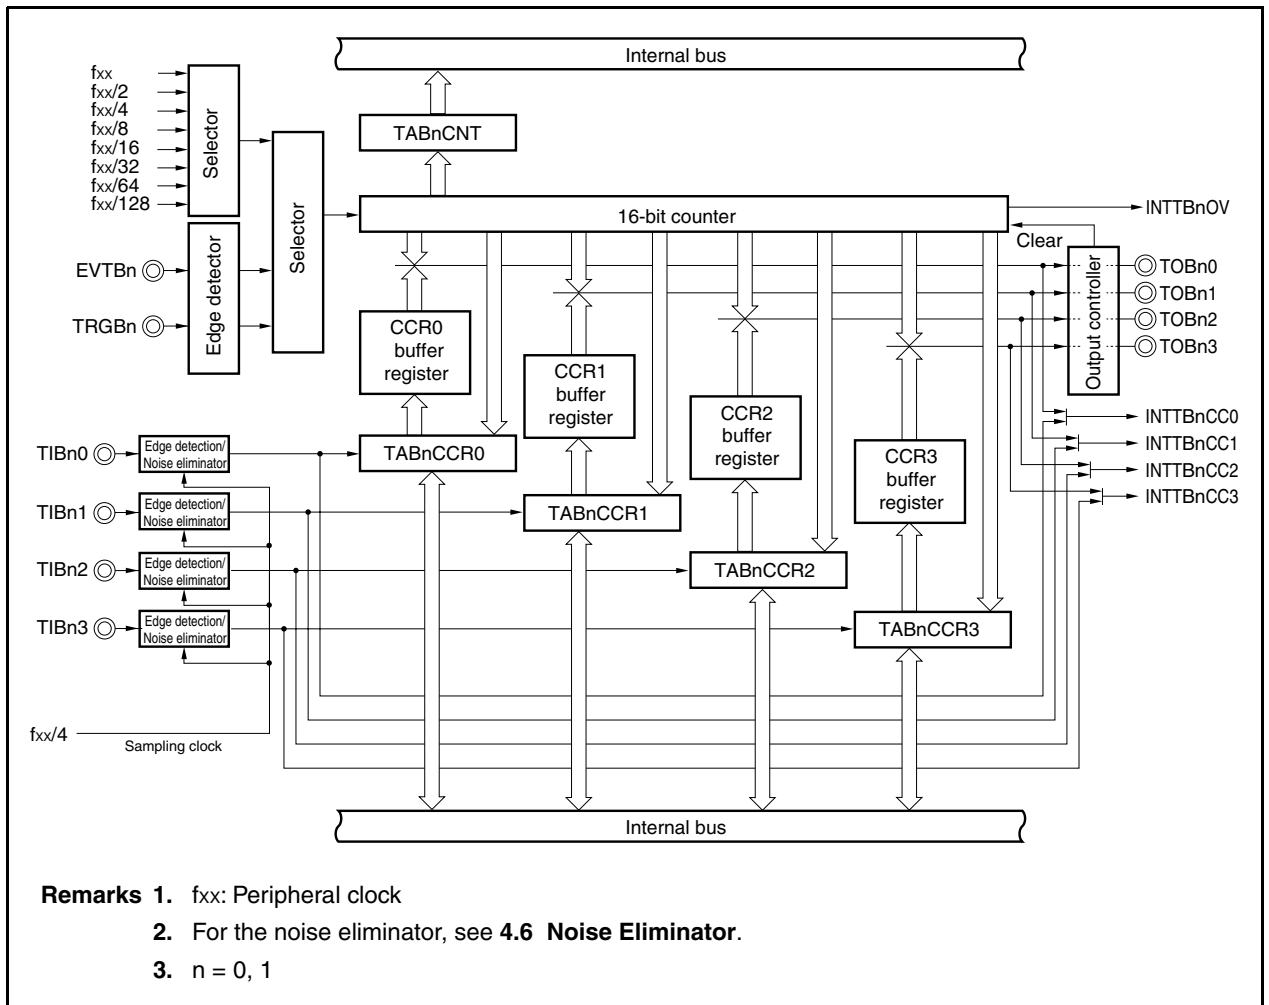 Internal bus
fxx
fxx/2
fxx/4
fxx/8
fxx/16
fxx/32
fxx/64
fxx/128
Selector
Selector
TABnCNT
16-bit counter
INTTBnOV
Clear
EVTBn
TRGBn
Edge detector
Output controller
TOBn0
TOBn1
TOBn2
TOBn3
CCR0
buffer
register
CCR1
buffer
register
CCR2
buffer
register
CCR3
buffer
register
INTTBnCC0
INTTBnCC1
INTTBnCC2
INTTBnCC3
TIBn0
Edge detection/
Noise eliminator
TABnCCR0
TIBn1
Edge detection/
Noise eliminator
TABnCCR1
TIBn2
Edge detection/
Noise eliminator
TABnCCR2
TIBn3
Edge detection/
Noise eliminator
TABnCCR3
fxx/4
Sampling clock
Internal bus
Remarks 1. fxx: Peripheral clock
2. For the noise eliminator, see 4.6 Noise Eliminator.
3. n = 0, 1